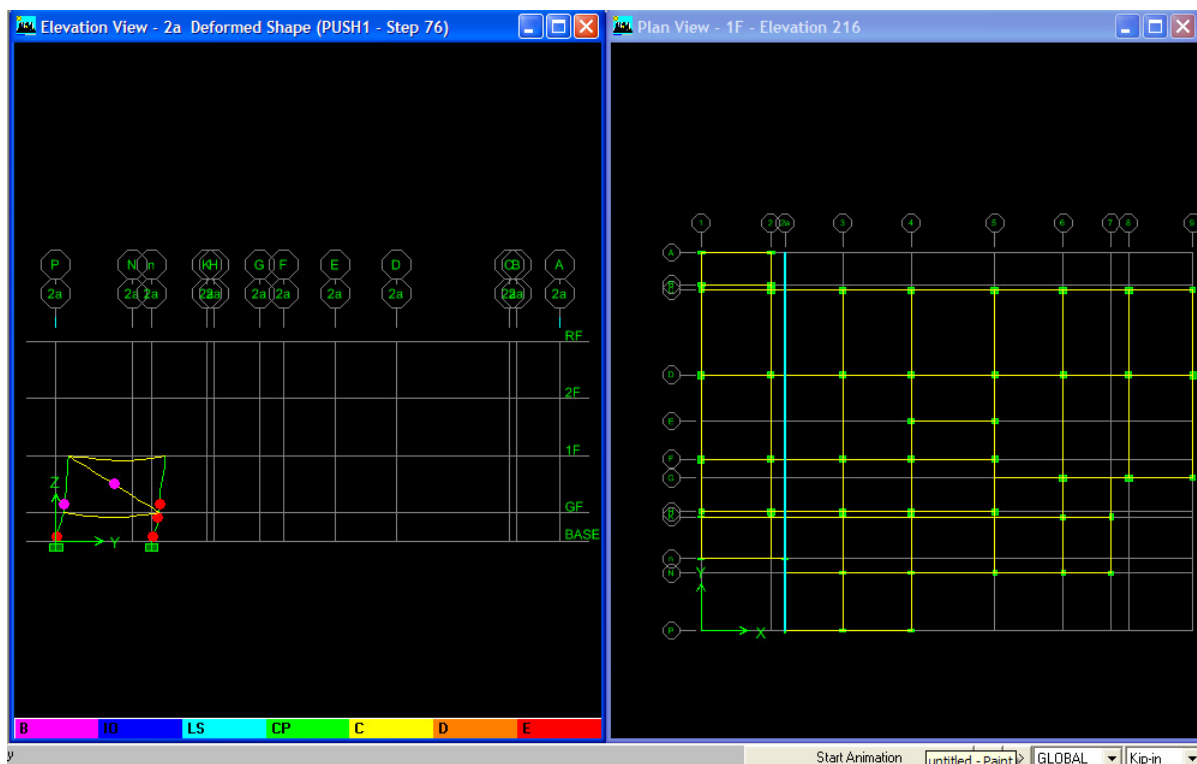 Elevation View - 2a Deformed Shape (PUSH1 - Step 76)
P N n K H G F E D C B A
2a 2a 2a 2a 2a 2a 2a 2a 2a 2a 2a
RF
2F
1F
Z
GF
BASE
Y
B IO LS CP C D E
Plan View - 1F - Elevation 216
1 2 2a 3 4 5 6 7 8 9
A
B
D
E
F
G
H
K
n
N
Y
P
X
y
Start Animation
untitled - Paint
GLOBAL
Kip-in